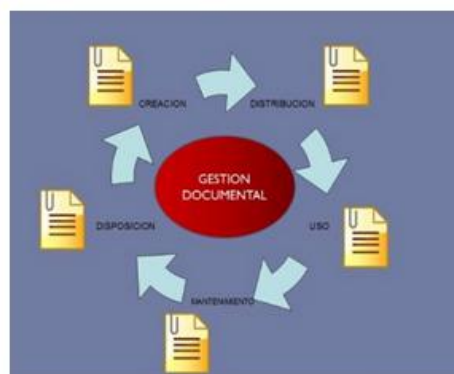 CREACION
DISTRIBUCION
GESTION
DOCUMENTAL
DISPOSICION
USO
MANTENIMIENTO